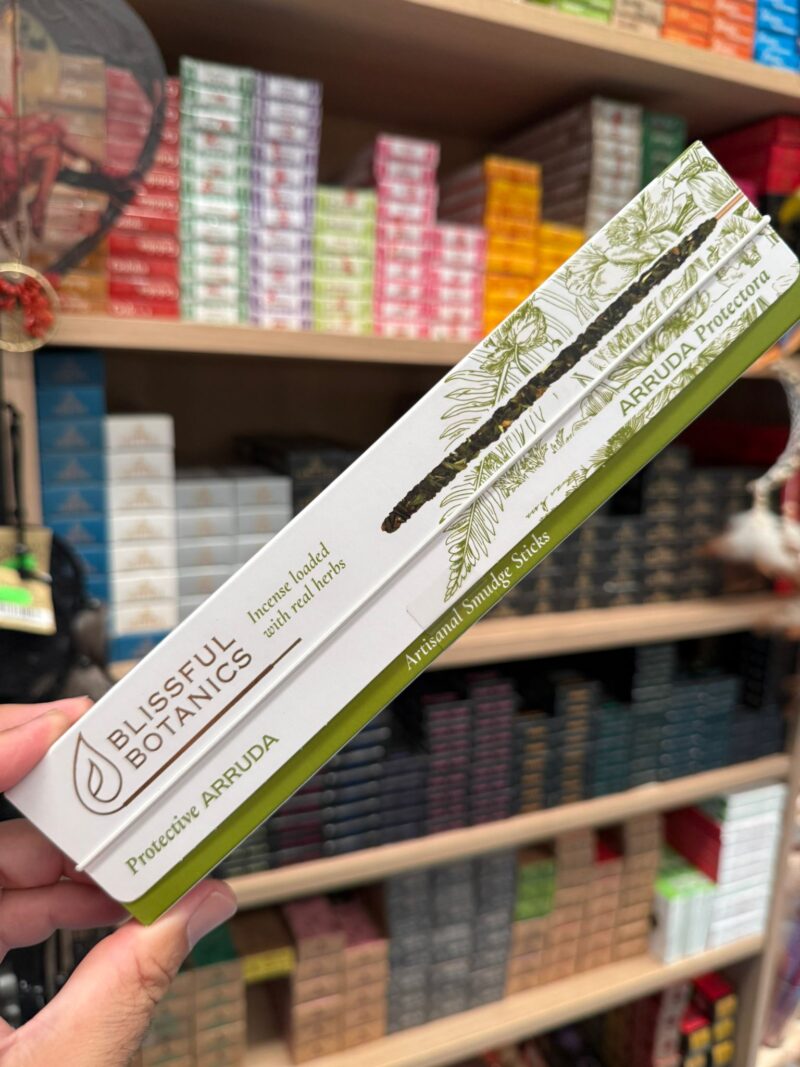 BLISSFUL
BOTANICS
Incense loaded
with real herbs
Protective ARRUDA
Artisanal Smudge Sticks
ARRUDA Protectora